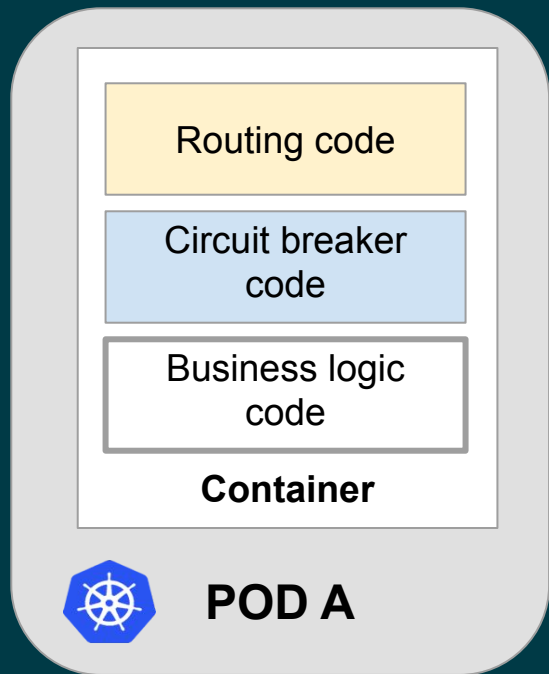 Routing code
Circuit breaker
code
Business logic
code
Container
POD A